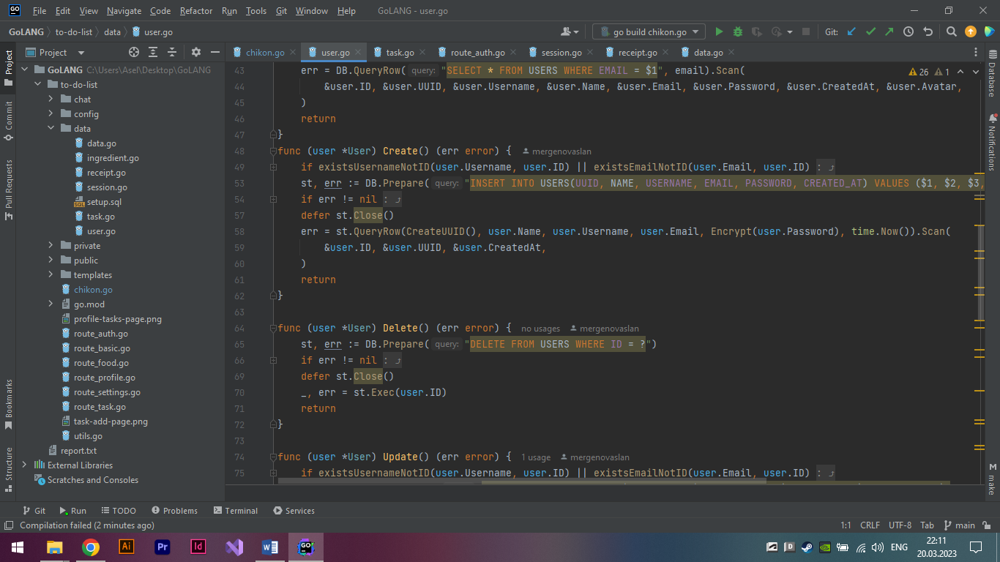 GO File Edit View Navigate Code Refactor Run Tools Git Window Help GoLANG - user.go
GoLANG to-do-list data user.go go build chikon.go Git:
Project chikon.go user.go task.go route_auth.go session.go receipt.go data.go
Project
Commit
Pull Requests
Bookmarks
Structure
GoLANG C:\Users\Asel\Desktop\GoLANG
to-do-list
chat
config
data
data.go
ingredient.go
receipt.go
session.go
setup.sql
task.go
user.go
private
public
templates
chikon.go
go.mod
profile-tasks-page.png
route_auth.go
route_basic.go
route_food.go
route_profile.go
route_settings.go
route_task.go
task-add-page.png
utils.go
report.txt
External Libraries
Scratches and Consoles
26 1
43 err = DB.QueryRow( query: "SELECT * FROM USERS WHERE EMAIL = $1", email).Scan(
44 &user.ID, &user.UUID, &user.Username, &user.Name, &user.Email, &user.Password, &user.CreatedAt, &user.Avatar,
45 )
46 return
47 }
48 func (user *User) Create() (err error) { mergenovaslan
49 if existsUsernameNotID(user.Username, user.ID) || existsEmailNotID(user.Email, user.ID) :
53 st, err := DB.Prepare( query: "INSERT INTO USERS(UUID, NAME, USERNAME, EMAIL, PASSWORD, CREATED_AT) VALUES ($1, $2, $3,
54 if err != nil :
57 defer st.Close()
58 err = st.QueryRow(CreateUUID(), user.Name, user.Username, user.Email, Encrypt(user.Password), time.Now()).Scan(
59 &user.ID, &user.UUID, &user.CreatedAt,
60 )
61 return
62 }
63
64 func (user *User) Delete() (err error) { no usages mergenovaslan
65 st, err := DB.Prepare( query: "DELETE FROM USERS WHERE ID = ?")
66 if err != nil :
69 defer st.Close()
70 _, err = st.Exec(user.ID)
71 return
72 }
73
74 func (user *User) Update() (err error) { 1 usage mergenovaslan
75 if existsUsernameNotID(user.Username, user.ID) || existsEmailNotID(user.Email, user.ID) :
Database
Notifications
M make
Git Run TODO Problems Terminal Services
Compilation failed (2 minutes ago) 1:1 CRLF UTF-8 Tab main
Ai Pr Id W GO ENG 22:11
20.03.2023